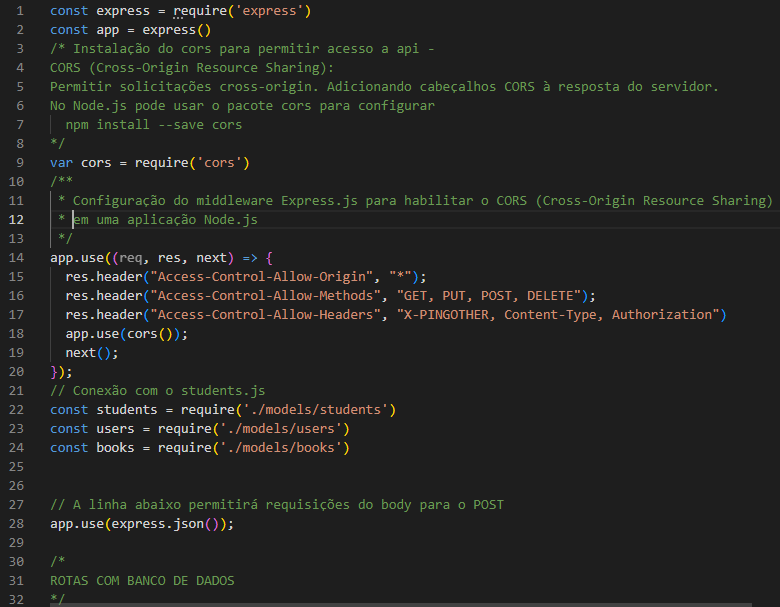 1 const express = require('express')
2 const app = express()
3 /* Instalação do cors para permitir acesso a api -
4 CORS (Cross-Origin Resource Sharing):
5 Permitir solicitações cross-origin. Adicionando cabeçalhos CORS à resposta do servidor.
6 No Node.js pode usar o pacote cors para configurar
7   npm install --save cors
8 */
9 var cors = require('cors')
10 /**
11  * Configuração do middleware Express.js para habilitar o CORS (Cross-Origin Resource Sharing)
12  * em uma aplicação Node.js
13  */
14 app.use((req, res, next) => {
15   res.header("Access-Control-Allow-Origin", "*");
16   res.header("Access-Control-Allow-Methods", "GET, PUT, POST, DELETE");
17   res.header("Access-Control-Allow-Headers", "X-PINGOTHER, Content-Type, Authorization")
18   app.use(cors());
19   next();
20 });
21 // Conexão com o students.js
22 const students = require('./models/students')
23 const users = require('./models/users')
24 const books = require('./models/books')
25
26
27 // A linha abaixo permitirá requisições do body para o POST
28 app.use(express.json());
29
30 /*
31 ROTAS COM BANCO DE DADOS
32 */